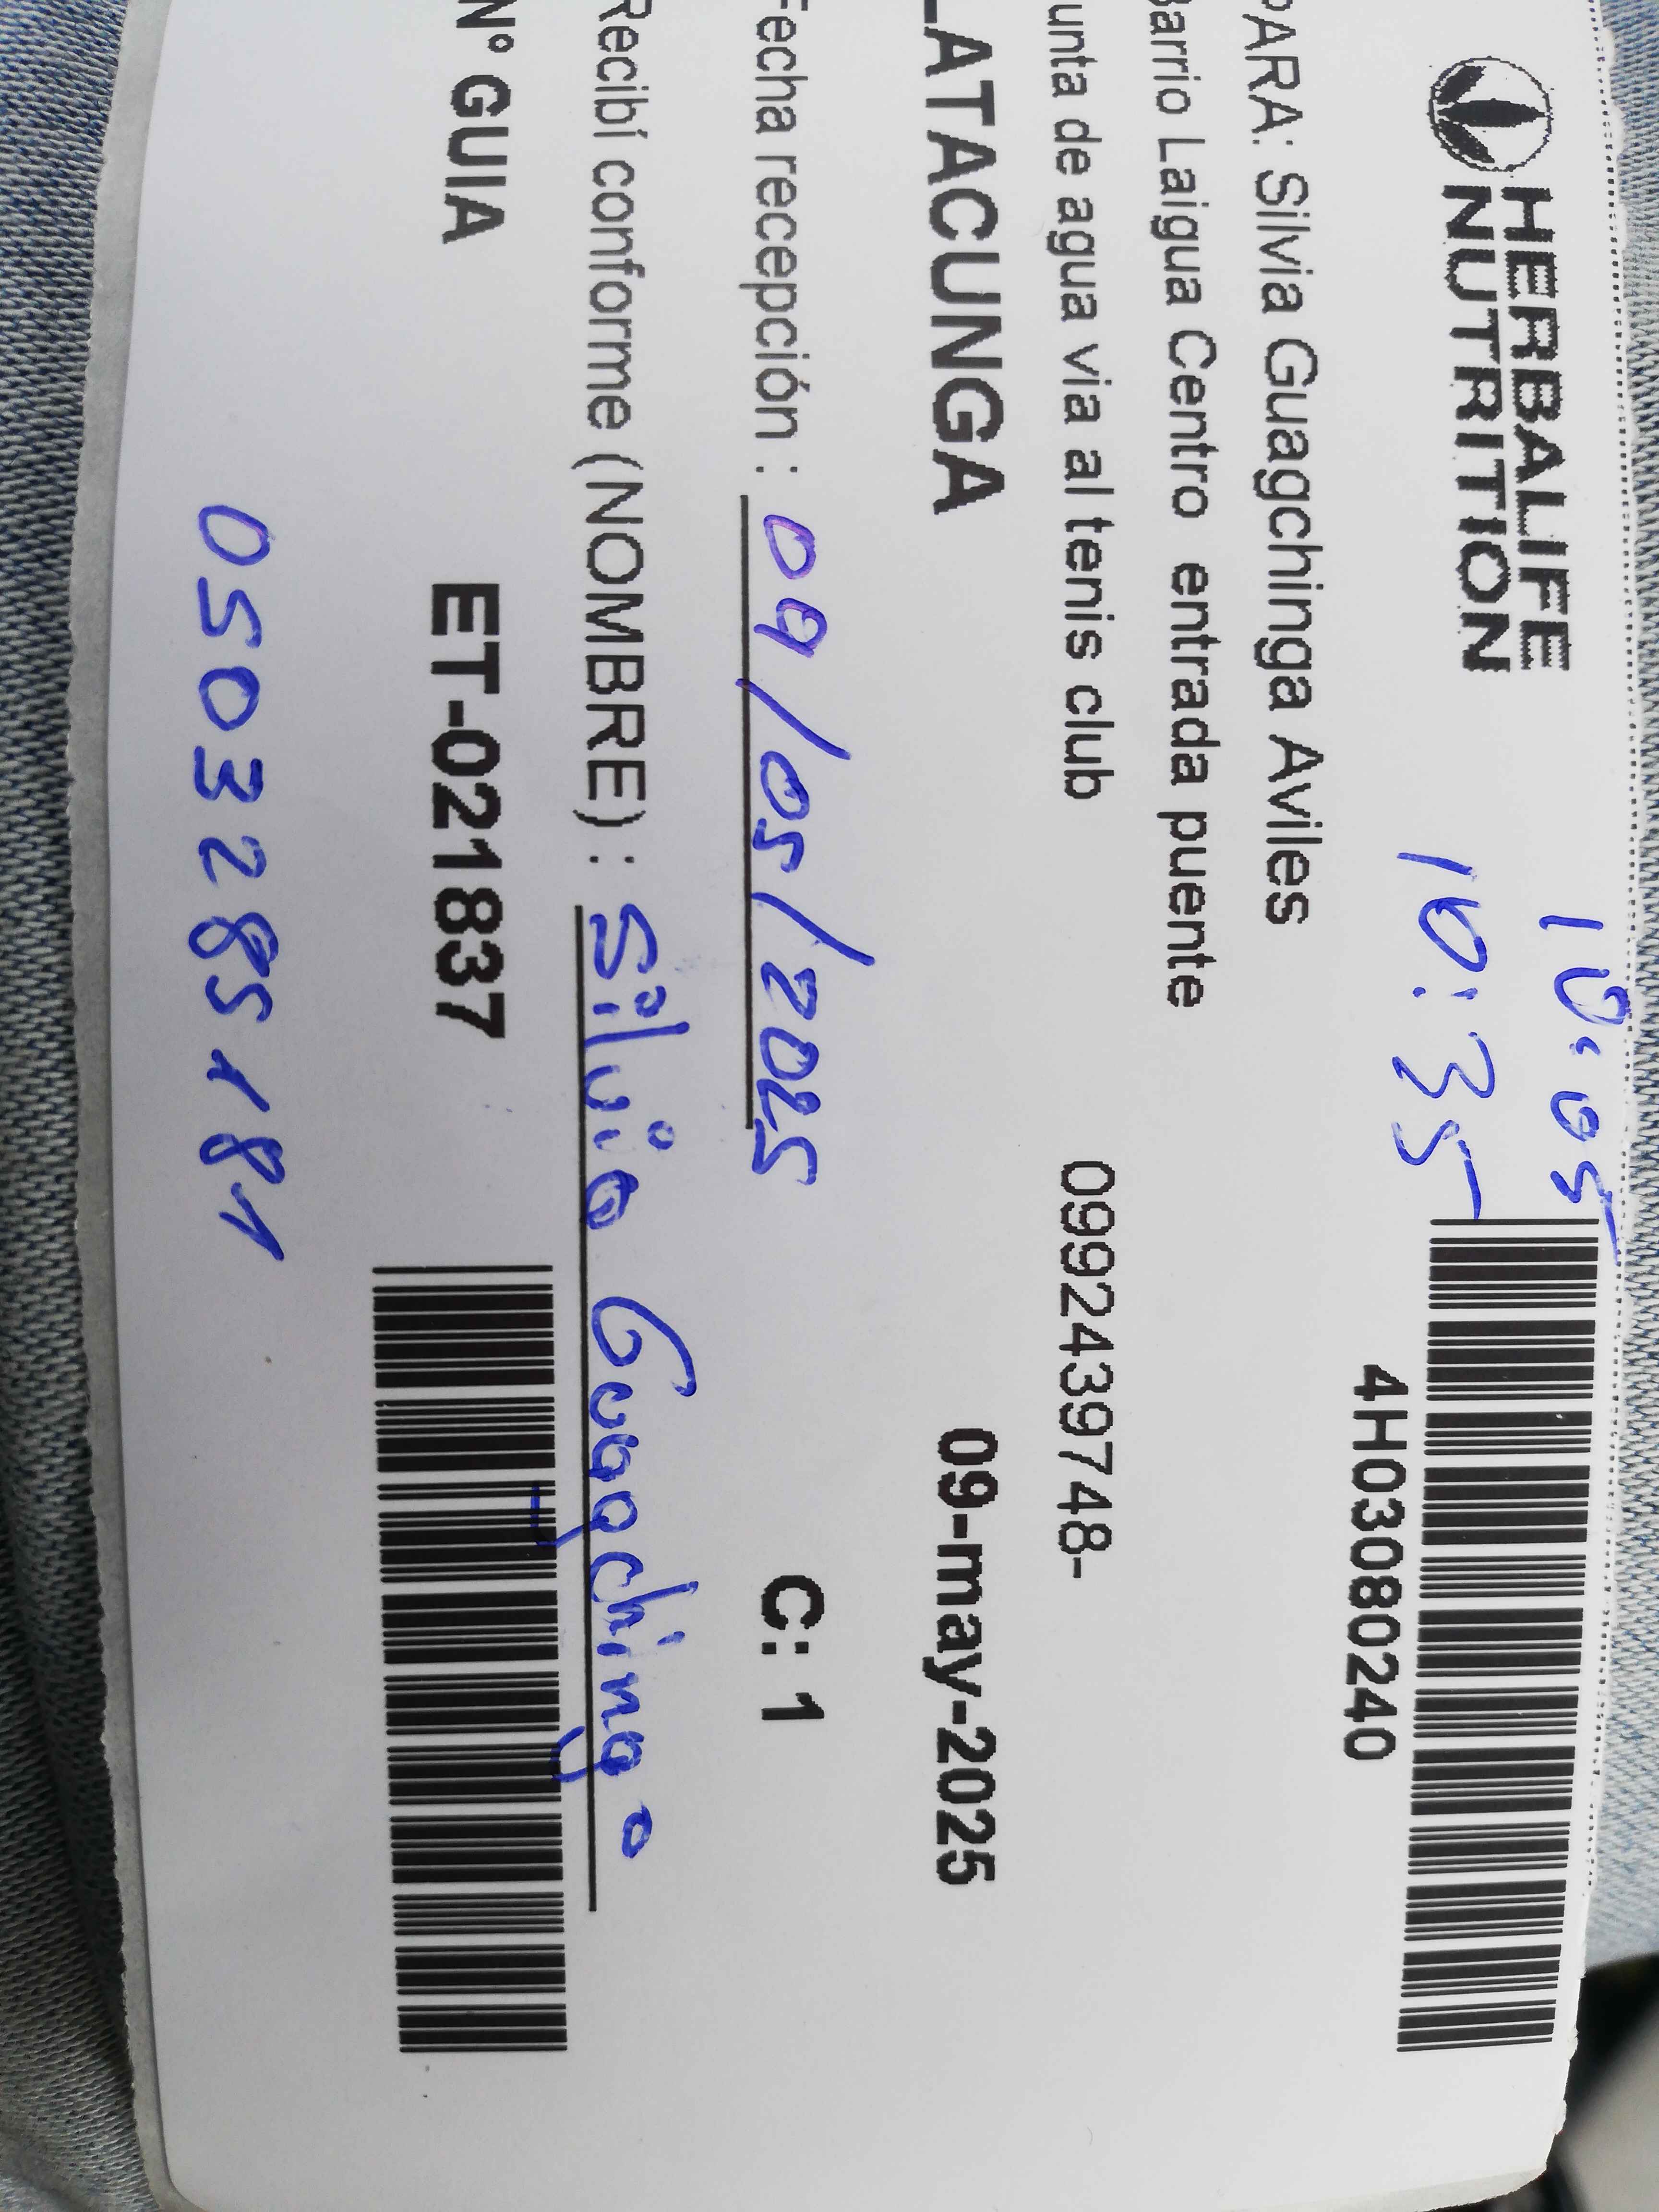 HERBALIFE
NUTRITION
10:05
10:35
4H03080240
PARA: Silvia Guagchinga Aviles
Barrio Laigua Centro entrada puente
unta de agua via al tenis club 0992439748-
LATACUNGA 09-may-2025
Fecha recepción : 09/05/2025 C: 1
Recibí conforme (NOMBRE) : Silvia Guagchinga
N° GUIA ET-021837
0503285181